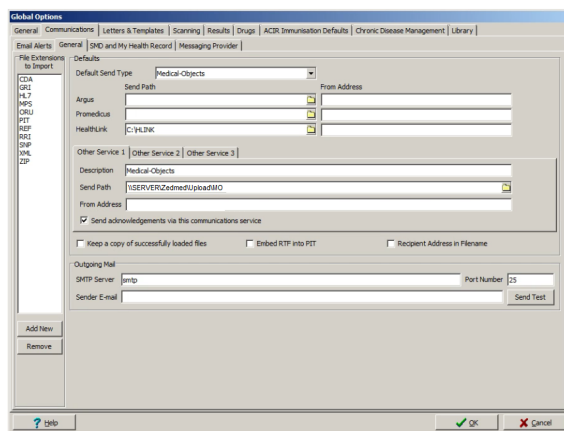 Global Options
General Communications Letters & Templates Scanning Results Drugs ACIR Immunisation Defaults Chronic Disease Management Library
Email Alerts General SMD and My Health Record Messaging Provider
File Extensions to Import
CDA
GRI
HL7
MPS
ORU
PIT
REF
RRI
SNP
XML
ZIP
Add New
Remove
Defaults
Default Send Type Medical-Objects
Send Path From Address
Argus
Promedicus
HealthLink C:\HLINK
Other Service 1 Other Service 2 Other Service 3
Description Medical-Objects
Send Path \\SERVER\Zedmed\Upload\MO
From Address
Send acknowledgements via this communications service
Keep a copy of successfully loaded files Embed RTF into PIT Recipient Address in Filename
Outgoing Mail
SMTP Server smtp Port Number 25
Sender E-mail Send Test
? Help OK Cancel